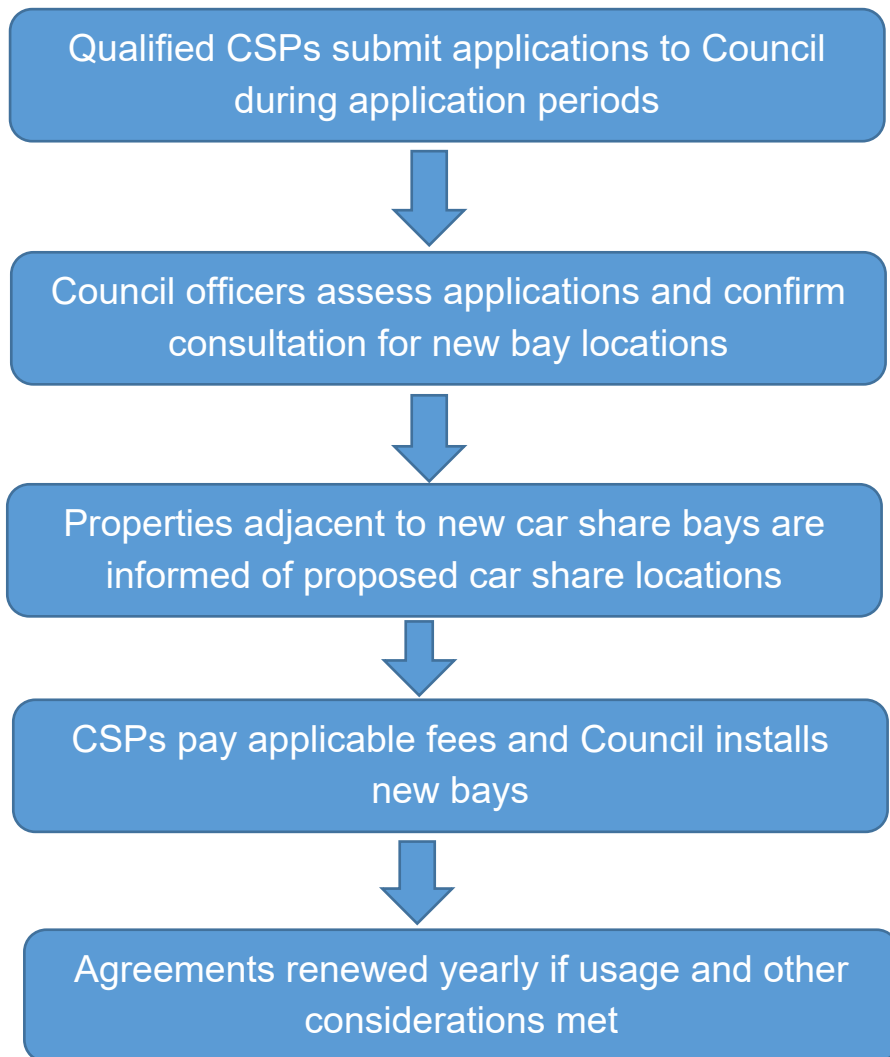 Qualified CSPs submit applications to Council
during application periods
Council officers assess applications and confirm
consultation for new bay locations
Properties adjacent to new car share bays are
informed of proposed car share locations
CSPs pay applicable fees and Council installs
new bays
Agreements renewed yearly if usage and other
considerations met